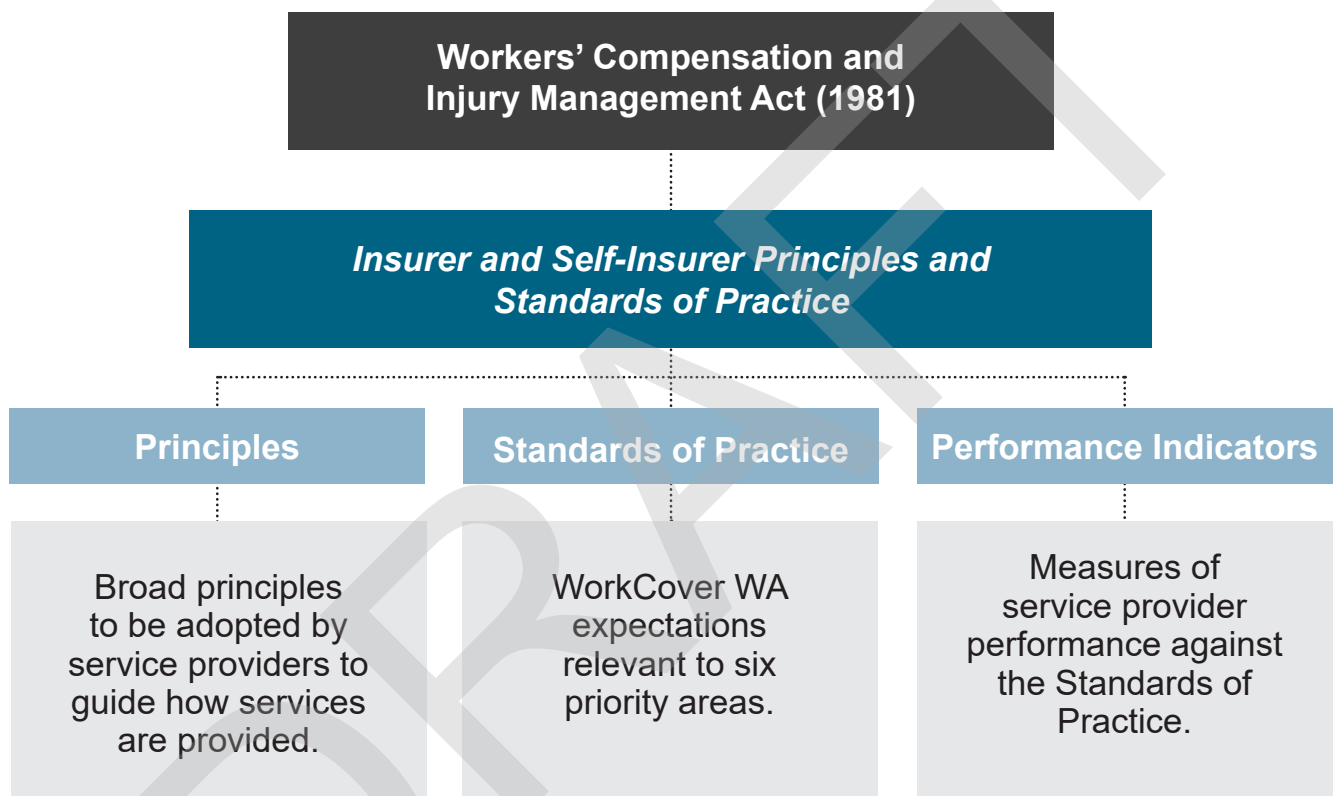 Workers’ Compensation and
Injury Management Act (1981)
Insurer and Self-Insurer Principles and
Standards of Practice
Principles
Standards of Practice
Performance Indicators
Broad principles
to be adopted by
service providers to
guide how services
are provided.
WorkCover WA
expectations
relevant to six
priority areas.
Measures of
service provider
performance against
the Standards of
Practice.
DRAFT